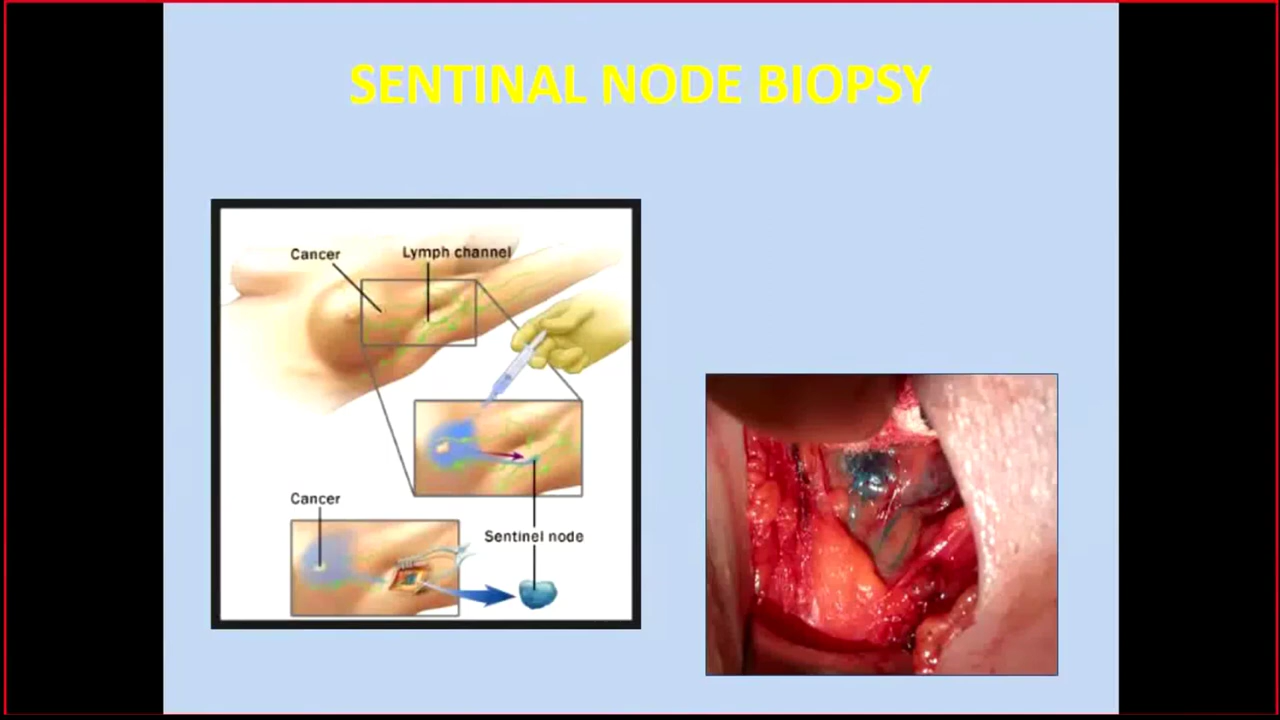 SENTINAL NODE BIOPSY
Cancer
Lymph channel
Cancer
Sentinel node